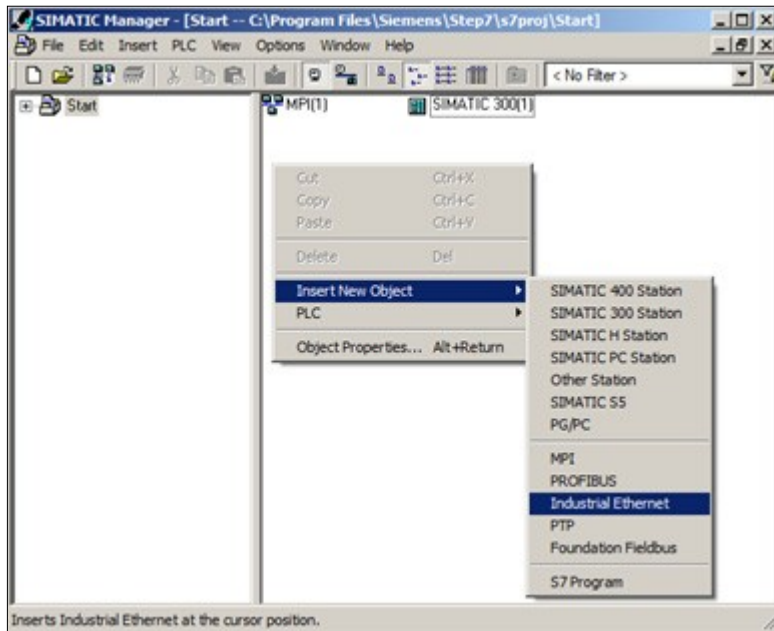 SIMATIC Manager - [Start -- C:\Program Files\Siemens\Step7\s7proj\Start]
File Edit Insert PLC View Options Window Help
< No Filter >
Start
MPI(1) SIMATIC 300(1)
Cut Ctrl+X
Copy Ctrl+C
Paste Ctrl+V
Delete Del
Insert New Object
PLC
Object Properties... Alt+Return
SIMATIC 400 Station
SIMATIC 300 Station
SIMATIC H Station
SIMATIC PC Station
Other Station
SIMATIC S5
PG/PC
MPI
PROFIBUS
Industrial Ethernet
PTP
Foundation Fieldbus
S7 Program
Inserts Industrial Ethernet at the cursor position.